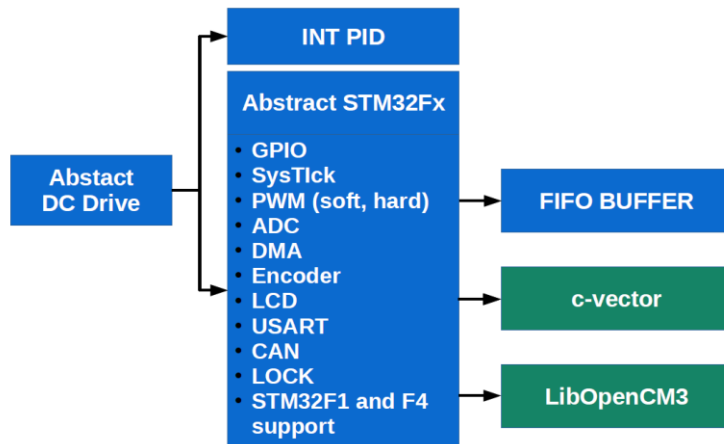 INT PID
Abstract STM32Fx
• GPIO
• SysTIck
• PWM (soft, hard)
• ADC
• DMA
• Encoder
• LCD
• USART
• CAN
• LOCK
• STM32F1 and F4
support
Abstact
DC Drive
FIFO BUFFER
c-vector
LibOpenCM3